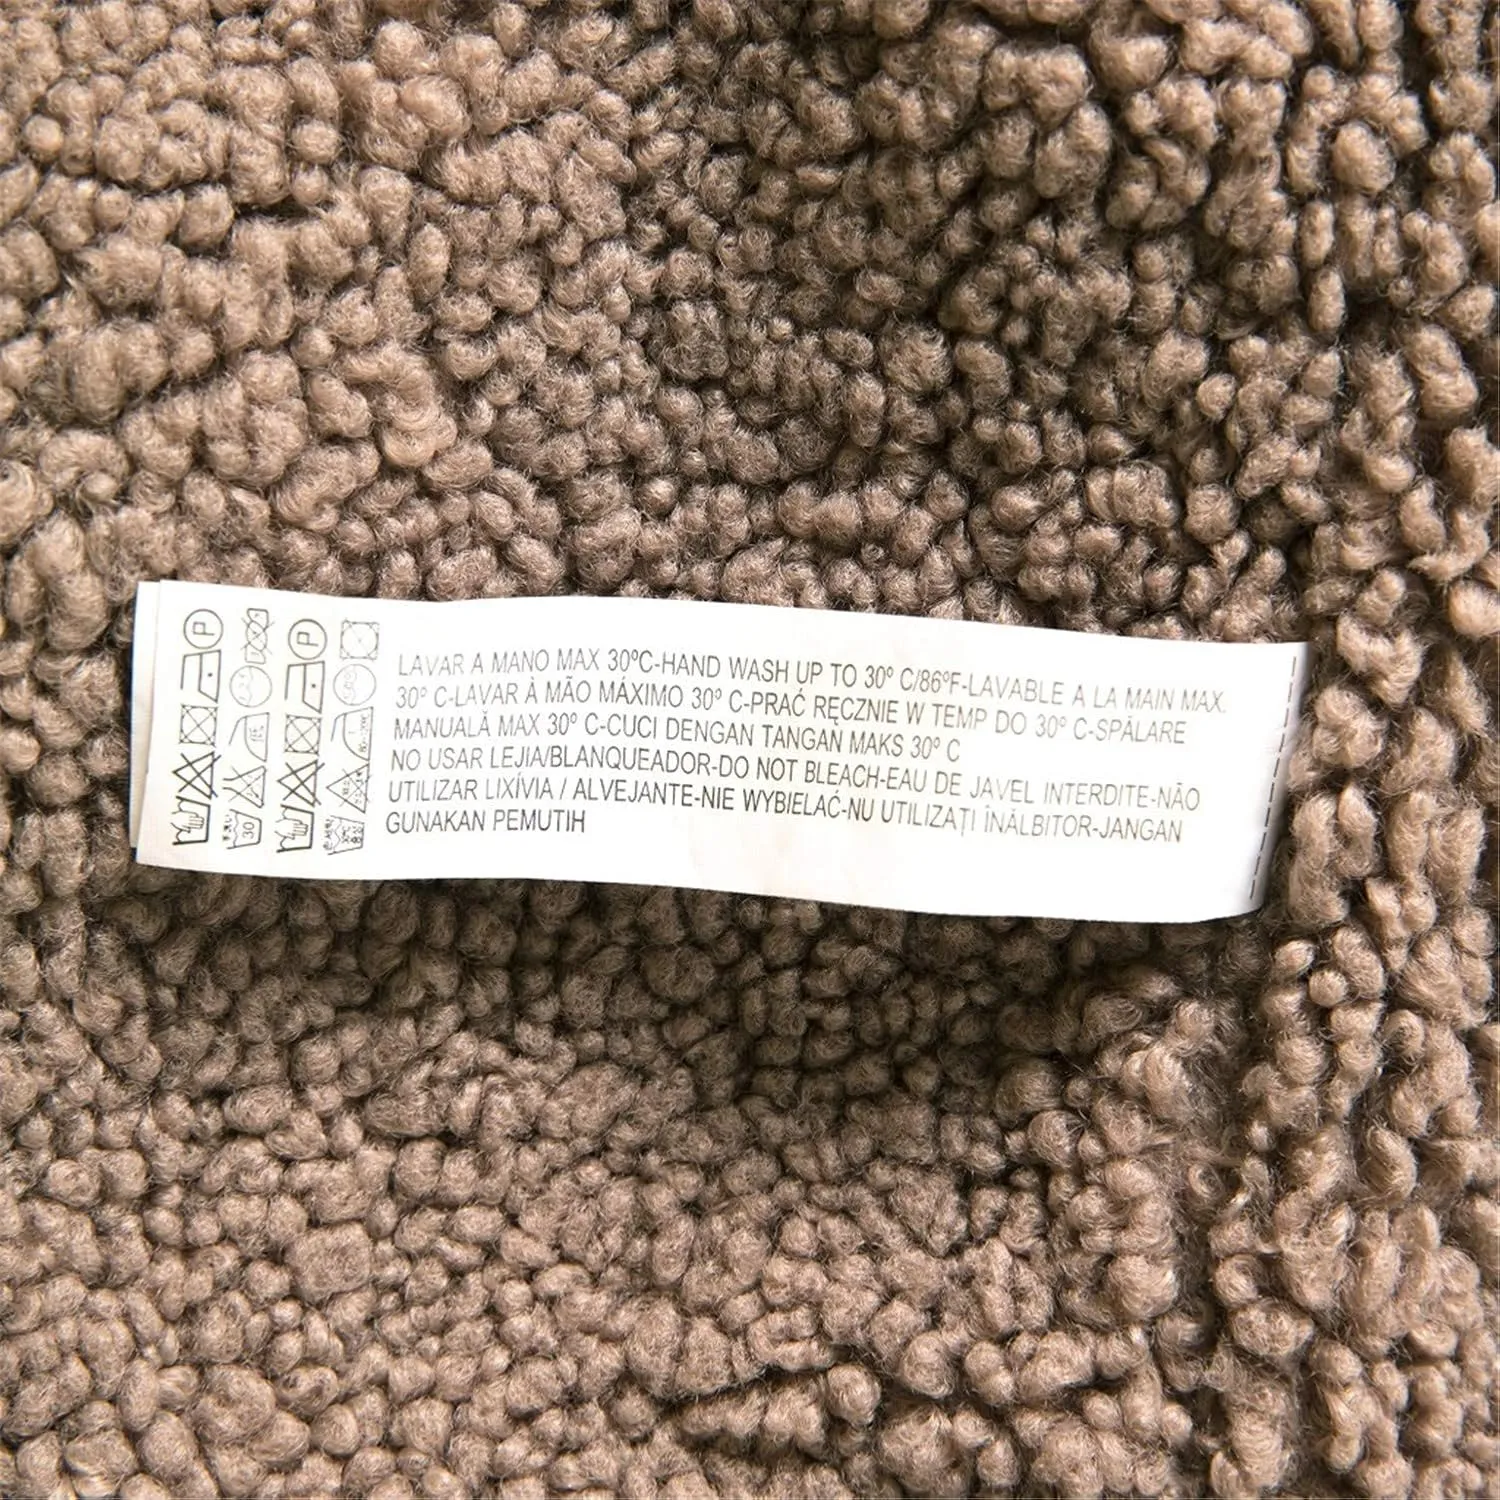 LAVAR A MANO MAX 30ºC-HAND WASH UP TO 30º C/86ºF-LAVABLE A LA MAIN MAX.
30º C-LAVAR À MÃO MÁXIMO 30º C-PRAĆ RĘCZNIE W TEMP DO 30º C-SPĂLARE
MANUALĂ MAX 30º C-CUCI DENGAN TANGAN MAKS 30º C
NO USAR LEJIA/BLANQUEADOR-DO NOT BLEACH-EAU DE JAVEL INTERDITE-NÃO
UTILIZAR LIXÍVIA / ALVEJANTE-NIE WYBIELAĆ-NU UTILIZAȚI ÎNĂLBITOR-JANGAN
GUNAKAN PEMUTIH
P
P
30